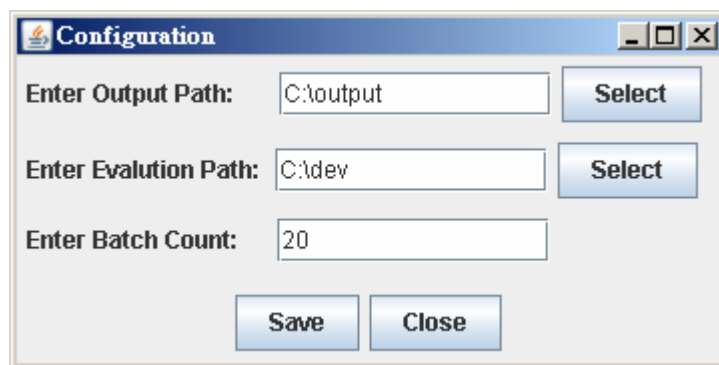 Configuration
Enter Output Path: C:\output Select
Enter Evalution Path: C:\dev Select
Enter Batch Count: 20
Save Close